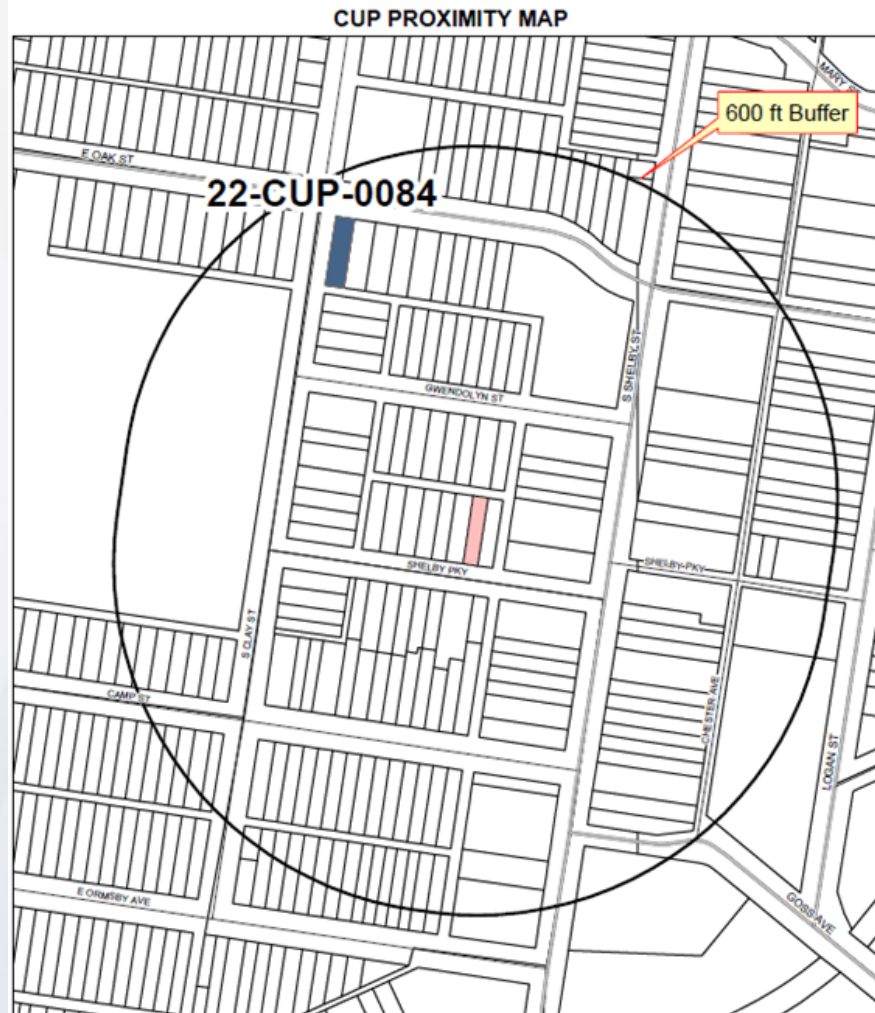 CUP PROXIMITY MAP
MARY S
600 ft Buffer
E OAK ST
22-CUP-0084
S SHELBY ST
GWENDOLYN ST
SHELBY PKY
SHELBY PKY
S CLAY ST
CAMP ST
CHESTER AVE
LOGAN ST
E ORMSBY AVE
GOSS AVE